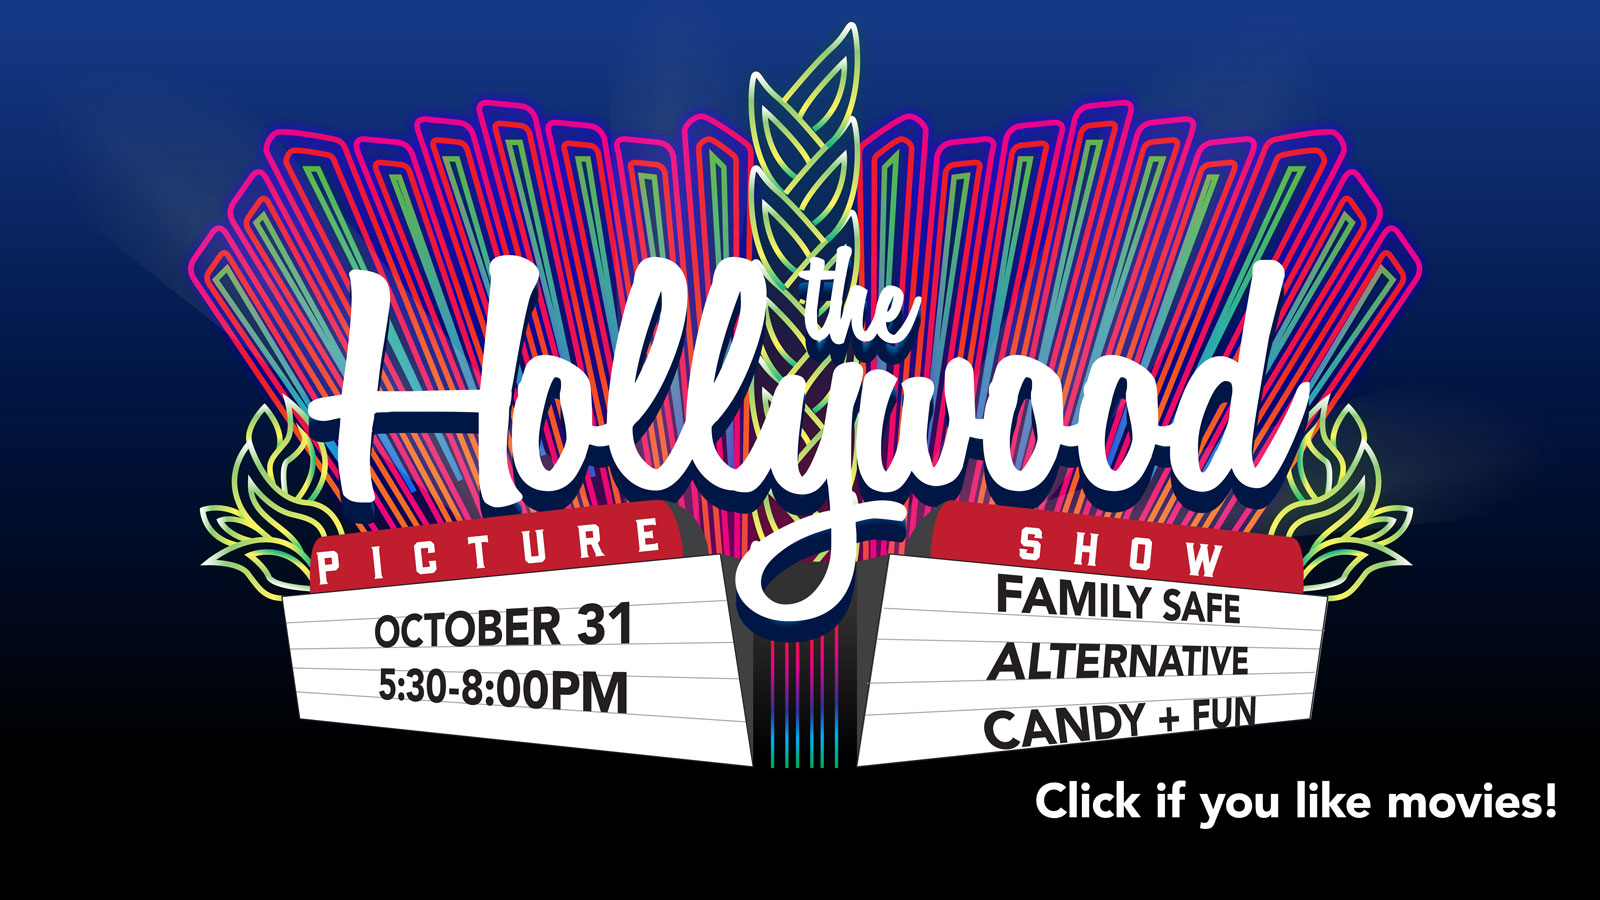 the
Hollywood
PICTURE
SHOW
OCTOBER 31
5:30-8:00PM
FAMILY SAFE
ALTERNATIVE
CANDY + FUN
Click if you like movies!